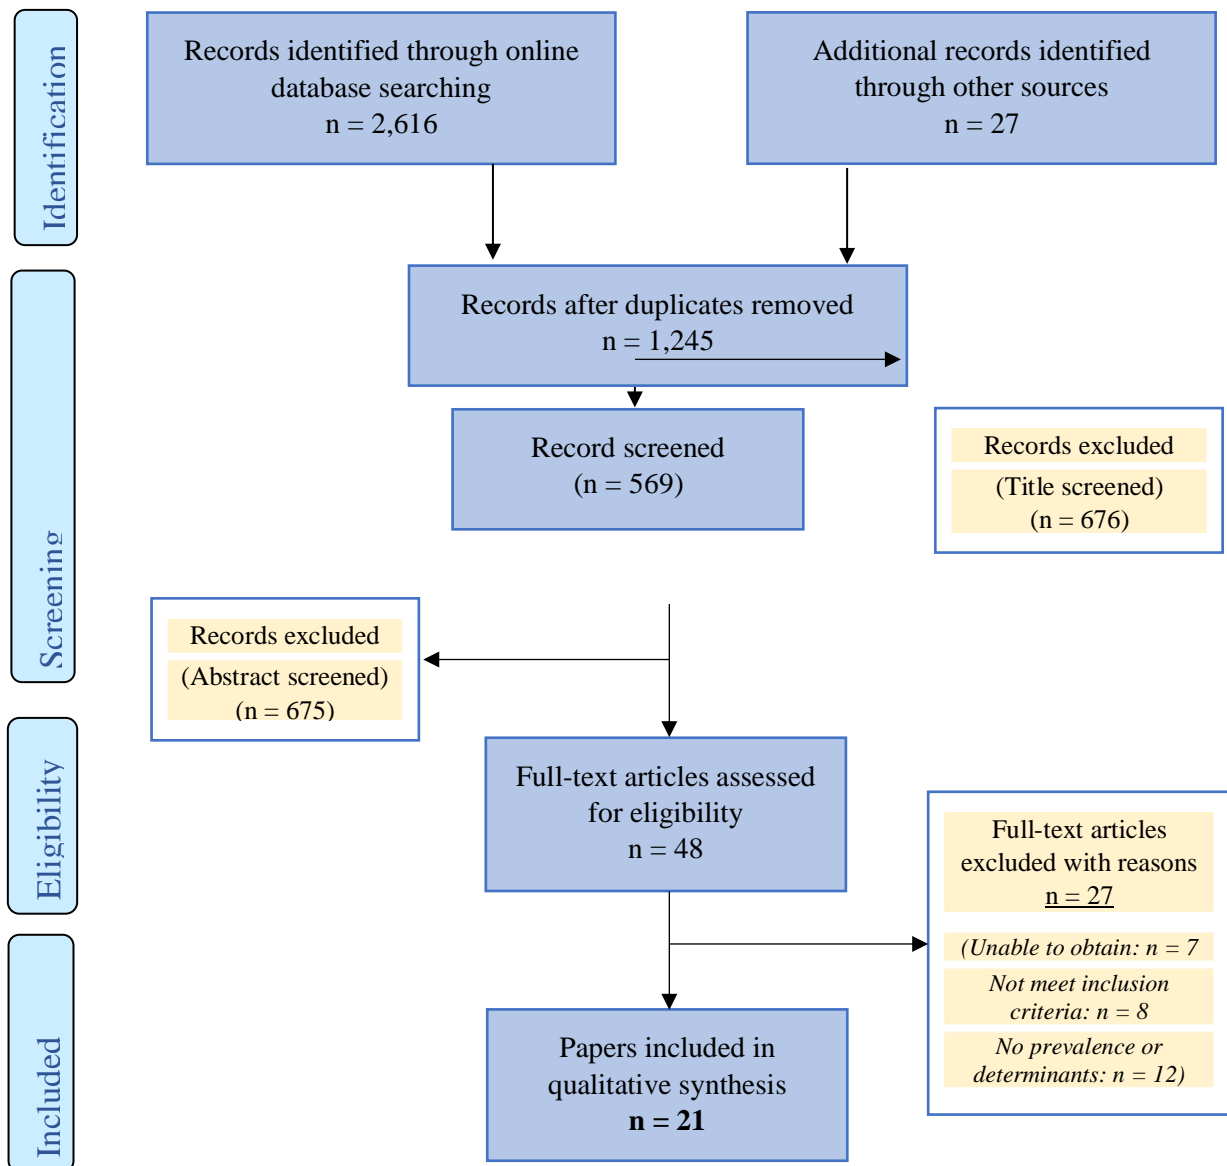 Identification
Records identified through online
database searching
n = 2,616
Additional records identified
through other sources
n = 27
Screening
Records after duplicates removed
n = 1,245
Record screened
(n = 569)
Records excluded
(Title screened)
(n = 676)
Records excluded
(Abstract screened)
(n = 675)
Eligibility
Full-text articles assessed
for eligibility
n = 48
Full-text articles
excluded with reasons
n = 27
(Unable to obtain: n = 7
Not meet inclusion
criteria: n = 8
No prevalence or
determinants: n = 12)
Included
Papers included in
qualitative synthesis
n = 21